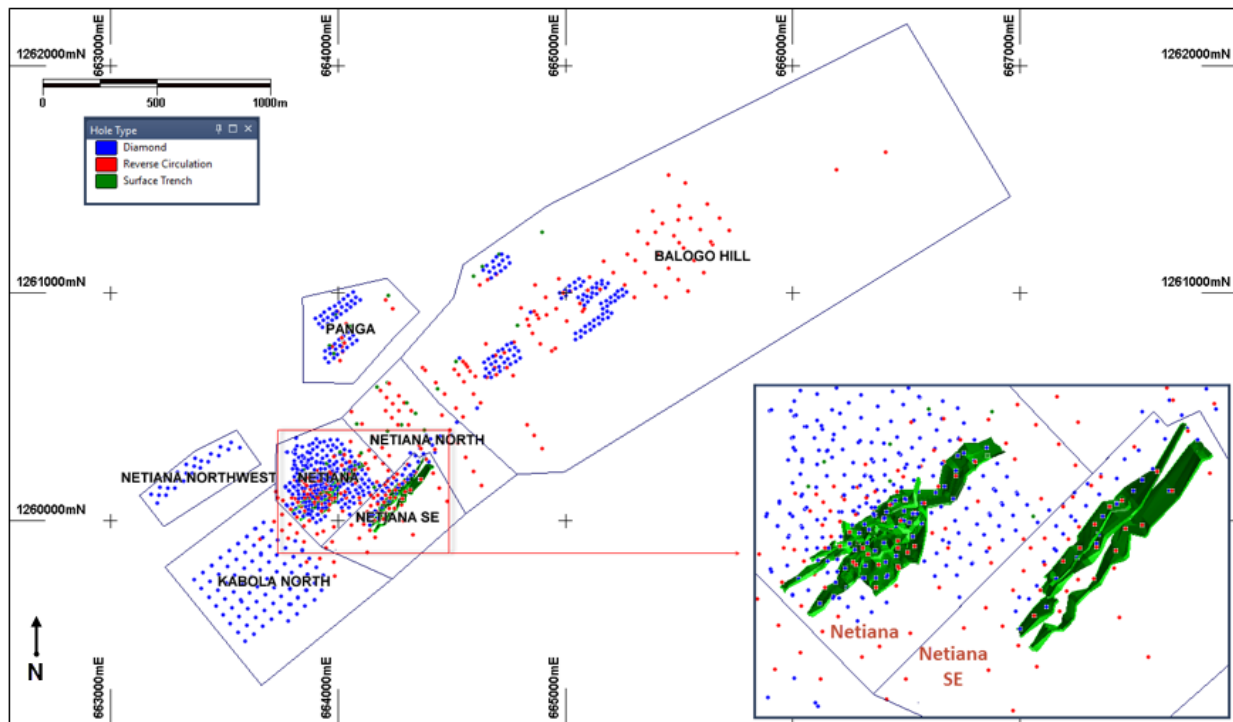 663000mE
664000mE
665000mE
666000mE
667000mE
1262000mN
1262000mN
0
500
1000m
Hole Type
Diamond
Reverse Circulation
Surface Trench
BALOGO HILL
1261000mN
1261000mN
PANGA
NETIANA NORTH
NETIANA NORTHWEST
NETIANA
NETIANA SE
1260000mN
KABOLA NORTH
Netiana
Netiana
SE
N
663000mE
664000mE
665000mE